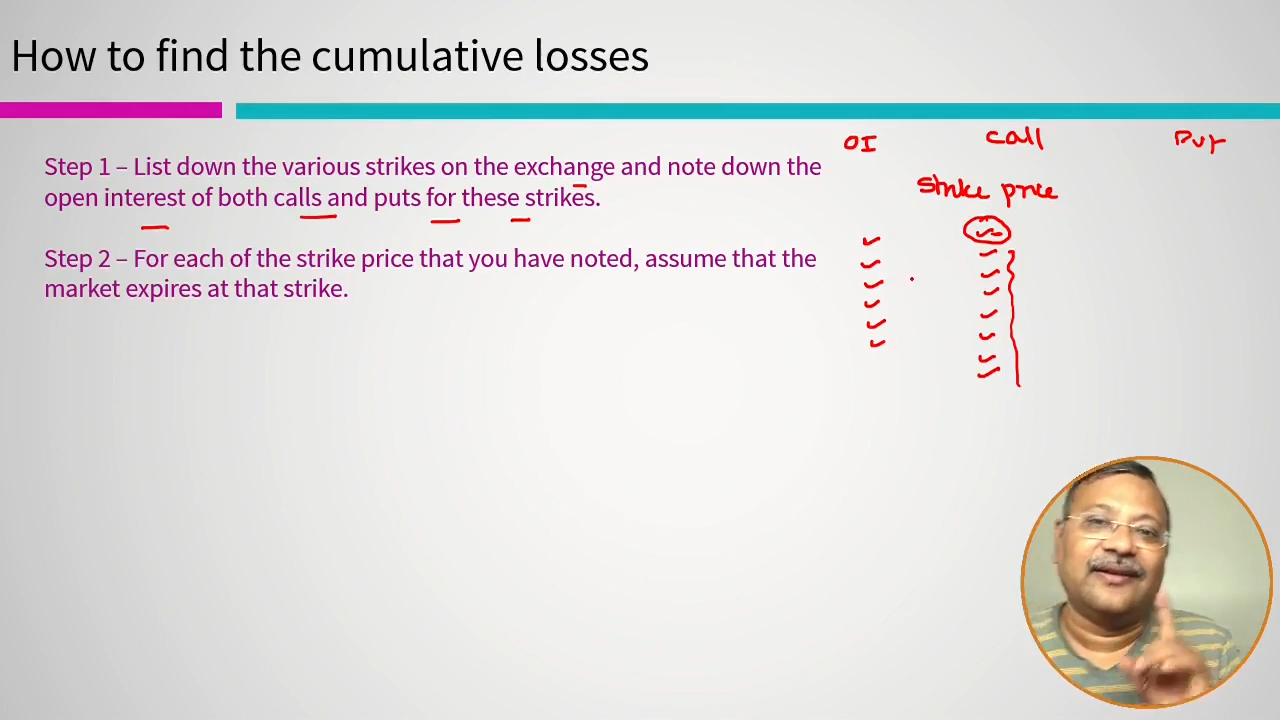 How to find the cumulative losses
Step 1 – List down the various strikes on the exchange and note down the
open interest of both calls and puts for these strikes.
Step 2 – For each of the strike price that you have noted, assume that the
market expires at that strike.
OI call Put
Strike price